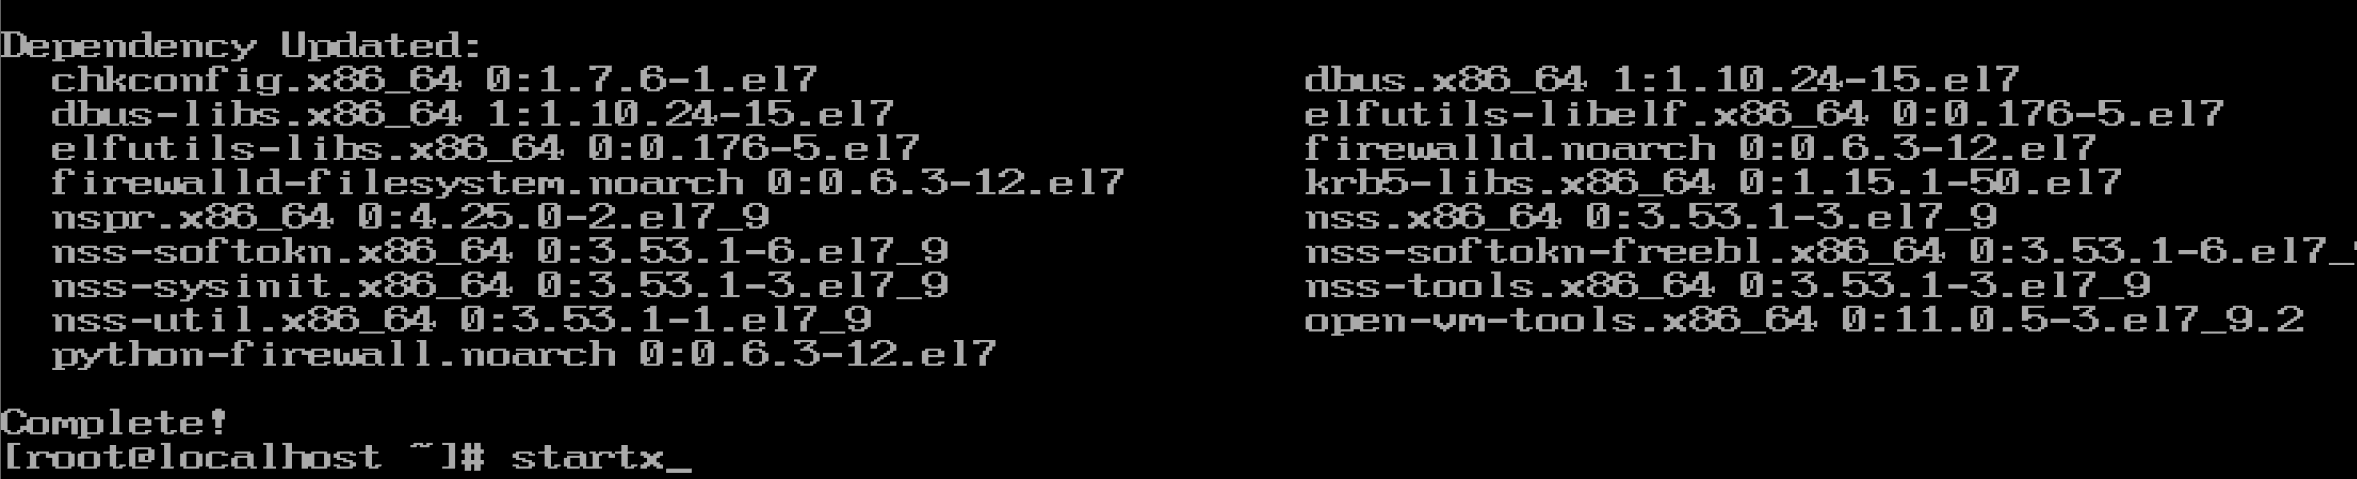 Dependency Updated:
chkconfig.x86_64 0:1.7.6-1.el7 dbus.x86_64 1:1.10.24-15.el7
dbus-libs.x86_64 1:1.10.24-15.el7 elfutils-libelf.x86_64 0:0.176-5.el7
elfutils-libs.x86_64 0:0.176-5.el7 firewalld.noarch 0:0.6.3-12.el7
firewalld-filesystem.noarch 0:0.6.3-12.el7 krb5-libs.x86_64 0:1.15.1-50.el7
nspr.x86_64 0:4.25.0-2.el7_9 nss.x86_64 0:3.53.1-3.el7_9
nss-softokn.x86_64 0:3.53.1-6.el7_9 nss-softokn-freebl.x86_64 0:3.53.1-6.el7_
nss-sysinit.x86_64 0:3.53.1-3.el7_9 nss-tools.x86_64 0:3.53.1-3.el7_9
nss-util.x86_64 0:3.53.1-1.el7_9 open-vm-tools.x86_64 0:11.0.5-3.el7_9.2
python-firewall.noarch 0:0.6.3-12.el7
Complete!
[root@localhost ~]# startx_